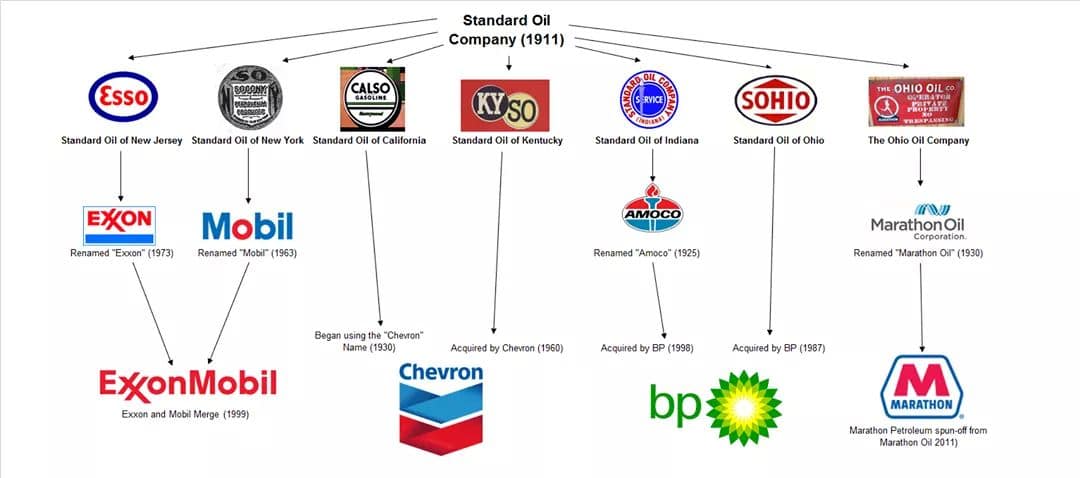 Standard Oil
Company (1911)
Esso
SO
SOCONY
CALSO
GASOLINE
KYSO
STANDARD OIL COMPANY
SERVICE
(INDIANA)
SOHIO
THE OHIO OIL CO.
OPERATOR
PRIVATE
PROPERTY
NO
TRESPASSING
Standard Oil of New Jersey
Standard Oil of New York
Standard Oil of California
Standard Oil of Kentucky
Standard Oil of Indiana
Standard Oil of Ohio
The Ohio Oil Company
EXXON
Mobil
AMOCO
Marathon Oil
Corporation.
Renamed "Exxon" (1973)
Renamed "Mobil" (1963)
Renamed "Amoco" (1925)
Renamed "Marathon Oil" (1930)
Began using the "Chevron"
Name (1930)
Acquired by Chevron (1960)
Acquired by BP (1998)
Acquired by BP (1987)
ExxonMobil
Chevron
bp
M
MARATHON
Exxon and Mobil Merge (1999)
Marathon Petroleum spun-off from
Marathon Oil 2011)